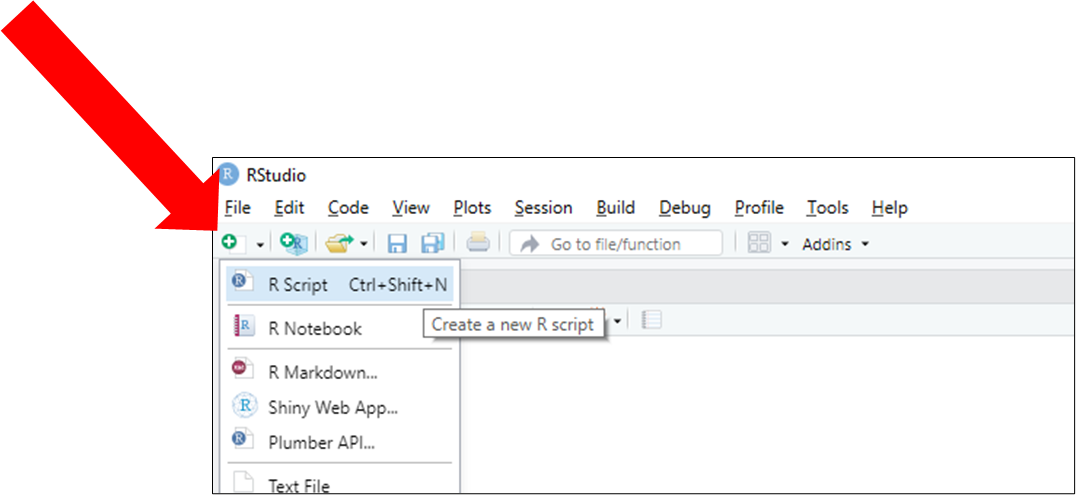 RStudio
File Edit Code View Plots Session Build Debug Profile Tools Help
Go to file/function Addins
R Script Ctrl+Shift+N
R Notebook
Create a new R script
R Markdown...
Shiny Web App...
Plumber API...
Text File